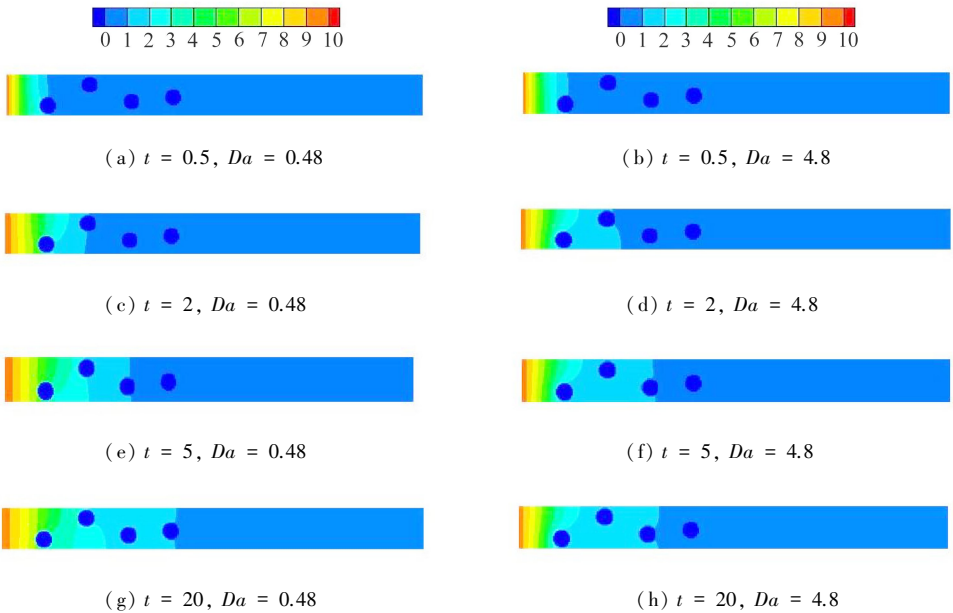 0 1 2 3 4 5 6 7 8 9 10
0 1 2 3 4 5 6 7 8 9 10
(a) t = 0.5, Da = 0.48
(b) t = 0.5, Da = 4.8
(c) t = 2, Da = 0.48
(d) t = 2, Da = 4.8
(e) t = 5, Da = 0.48
(f) t = 5, Da = 4.8
(g) t = 20, Da = 0.48
(h) t = 20, Da = 4.8